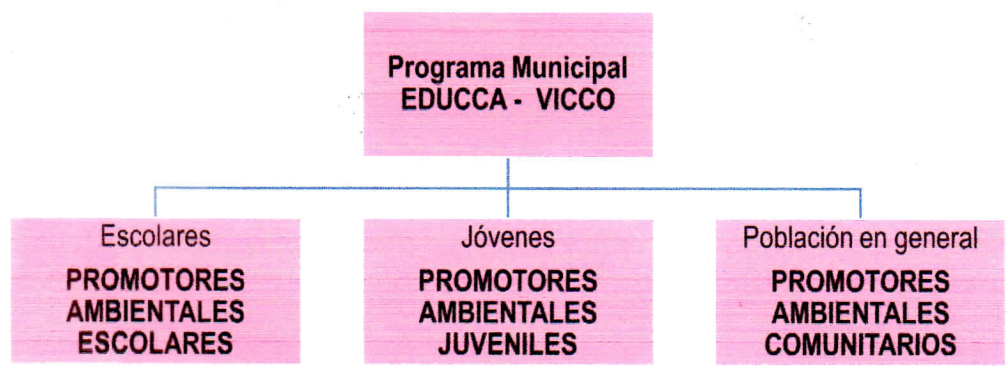 Programa Municipal
EDUCCA - VICCO
Escolares
PROMOTORES
AMBIENTALES
ESCOLARES
Jóvenes
PROMOTORES
AMBIENTALES
JUVENILES
Población en general
PROMOTORES
AMBIENTALES
COMUNITARIOS